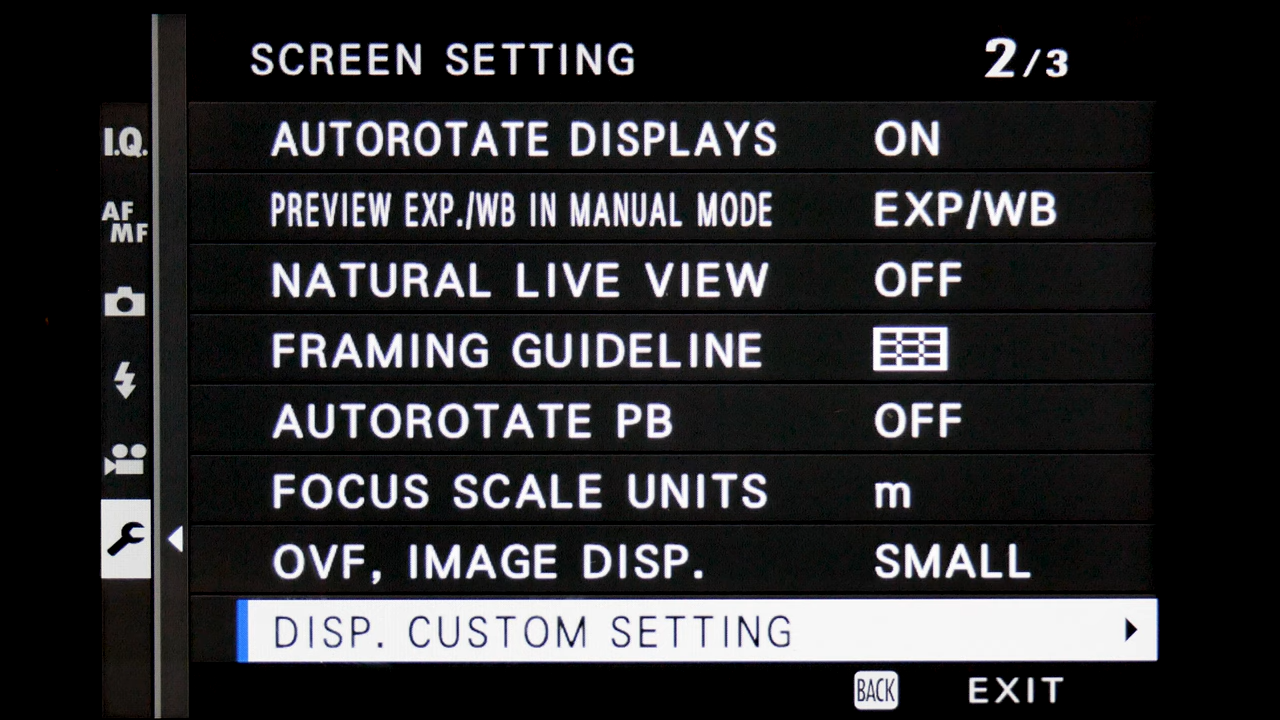 SCREEN SETTING 2/3
I.Q.
AUTOROTATE DISPLAYS ON
AF
MF
PREVIEW EXP./WB IN MANUAL MODE EXP/WB
NATURAL LIVE VIEW OFF
FRAMING GUIDELINE
AUTOROTATE PB OFF
FOCUS SCALE UNITS m
OVF, IMAGE DISP. SMALL
DISP. CUSTOM SETTING
BACK EXIT